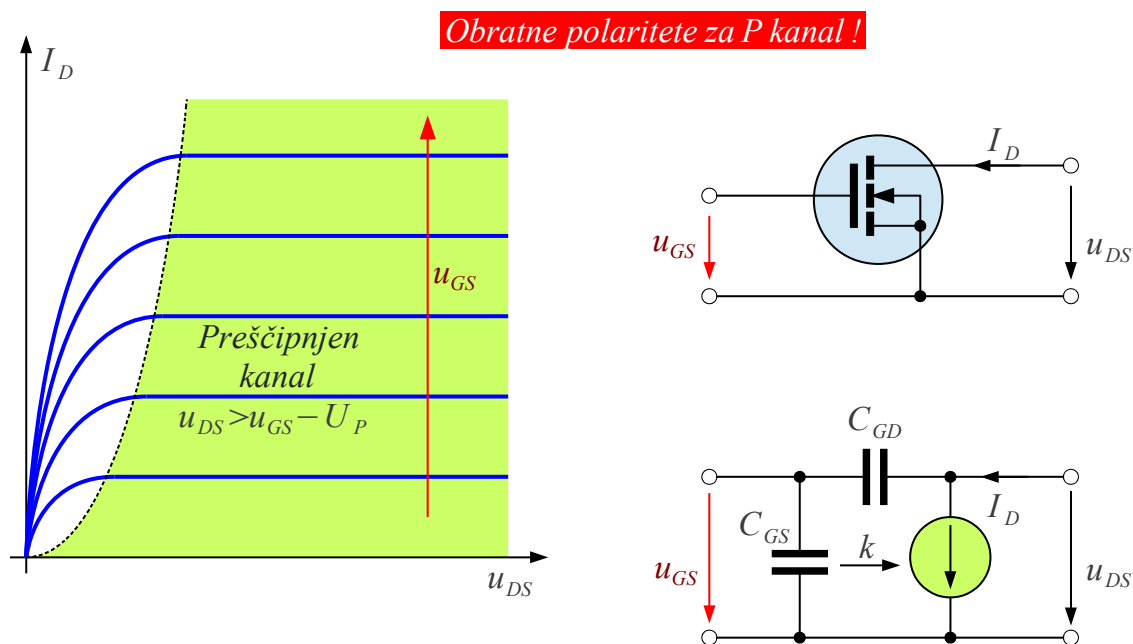 Obratne polaritete za P kanal !
I_D
u_GS
Preščipnjen
kanal
u_DS>u_GS−U_P
u_DS
I_D
u_GS
u_DS
C_GD
I_D
C_GS
k
u_GS
u_DS